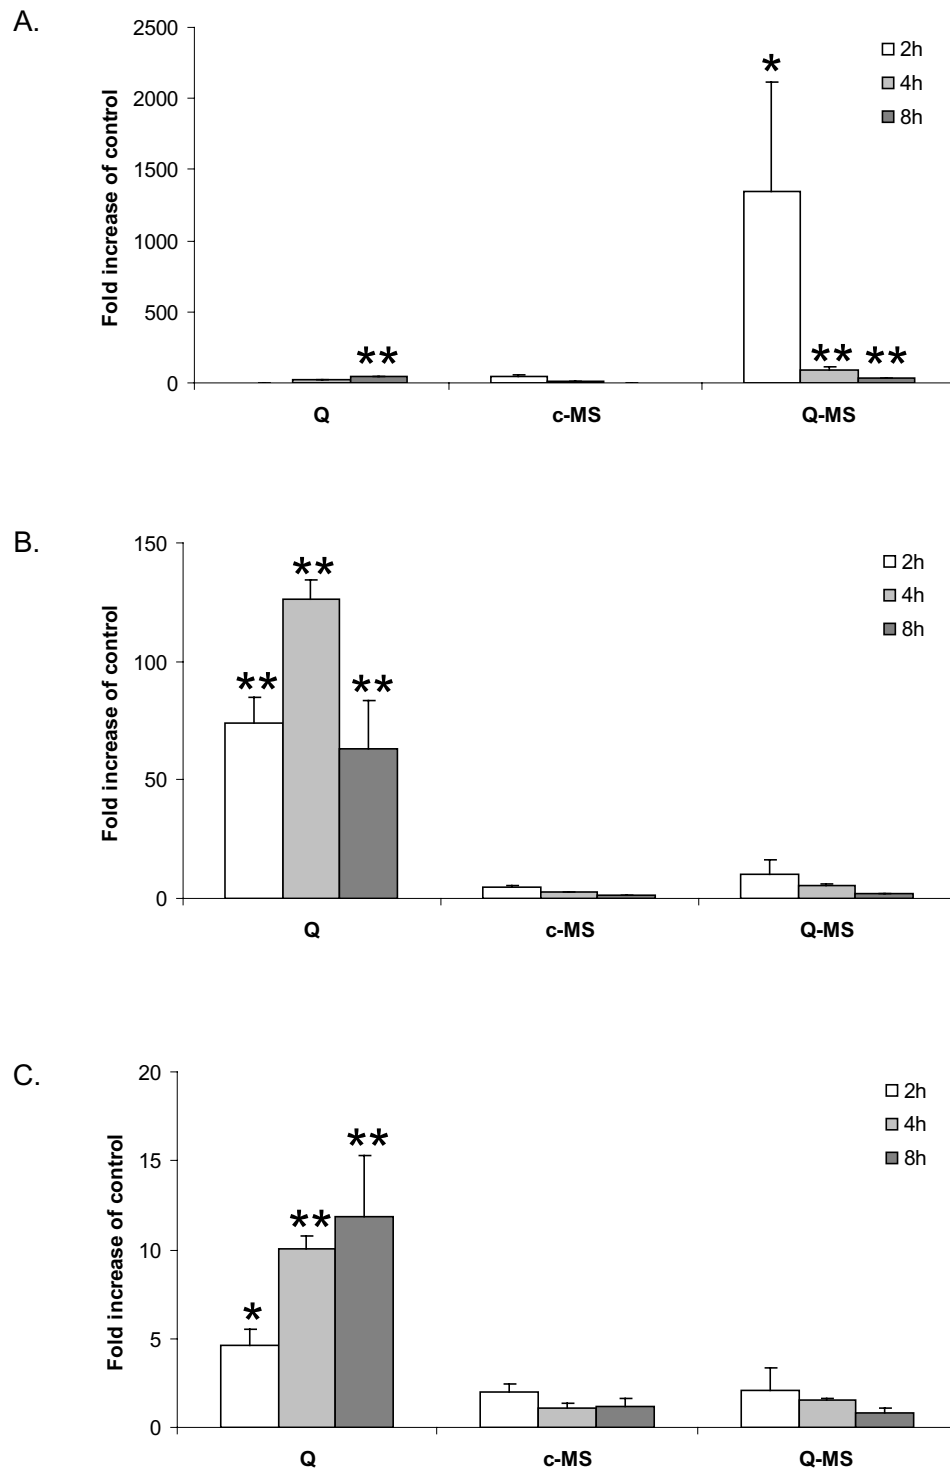 A.
Fold increase of control
2500
2000
1500
1000
500
0
*
**
**
**
Q
c-MS
Q-MS
2h
4h
8h
B.
Fold increase of control
150
100
50
0
**
**
**
Q
c-MS
Q-MS
2h
4h
8h
C.
Fold increase of control
20
15
10
5
0
*
**
**
Q
c-MS
Q-MS
2h
4h
8h